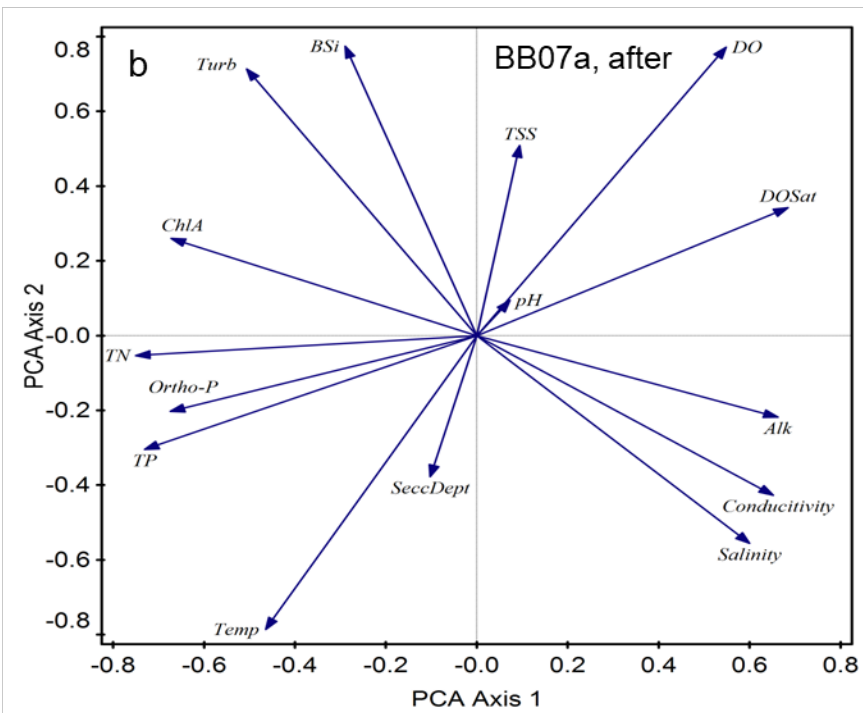 b
BB07a, after
0.8
0.6
0.4
0.2
-0.0
-0.2
-0.4
-0.6
-0.8
PCA Axis 2
BSi
DO
Turb
TSS
DOSat
ChlA
pH
TN
Ortho-P
TP
Alk
SeccDept
Conducitivity
Salinity
Temp
-0.8 -0.6 -0.4 -0.2 -0.0 0.2 0.4 0.6 0.8
PCA Axis 1